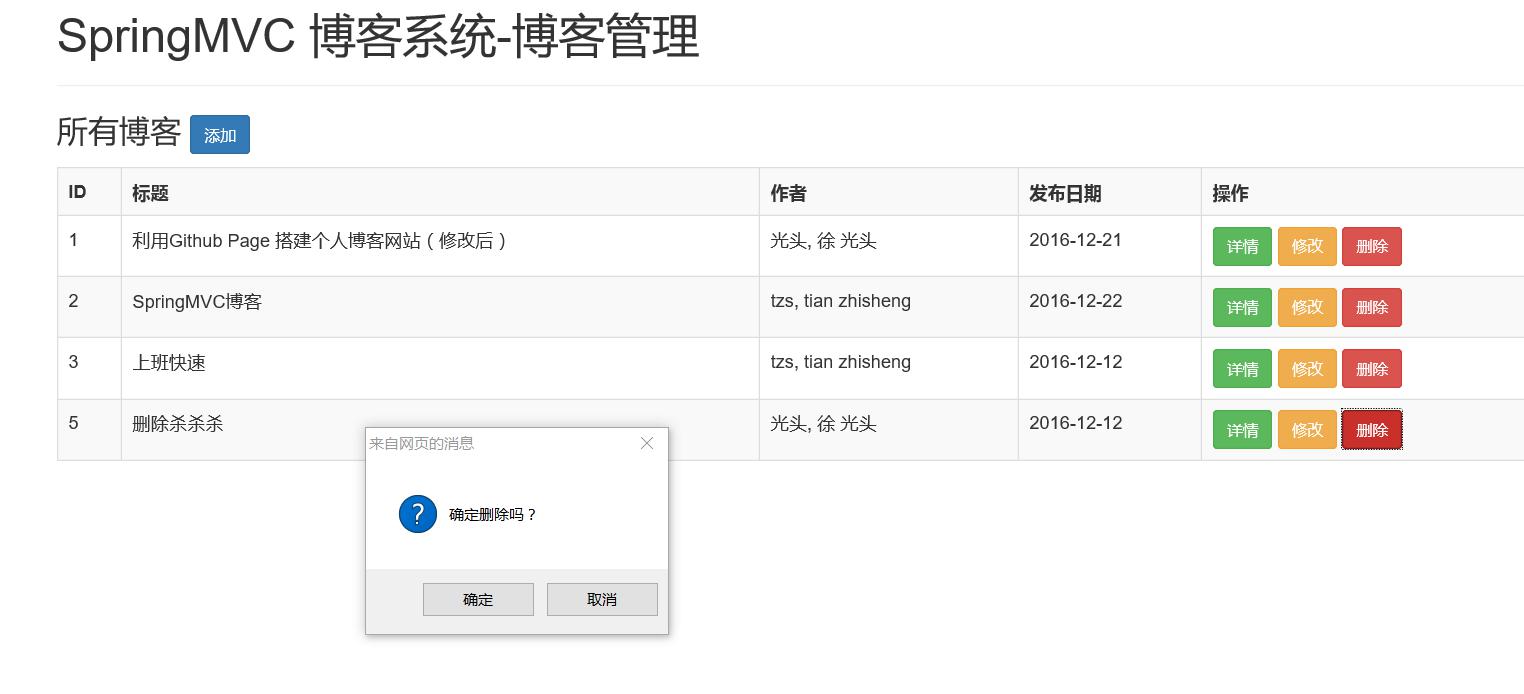 SpringMVC 博客系统-博客管理
所有博客 添加
ID 标题 作者 发布日期 操作
1 利用Github Page 搭建个人博客网站（修改后） 光头, 徐 光头 2016-12-21 详情 修改 删除
2 SpringMVC博客 tzs, tian zhisheng 2016-12-22 详情 修改 删除
3 上班快速 tzs, tian zhisheng 2016-12-12 详情 修改 删除
5 删除杀杀杀 光头, 徐 光头 2016-12-12 详情 修改 删除
来自网页的消息
? 确定删除吗？
确定 取消